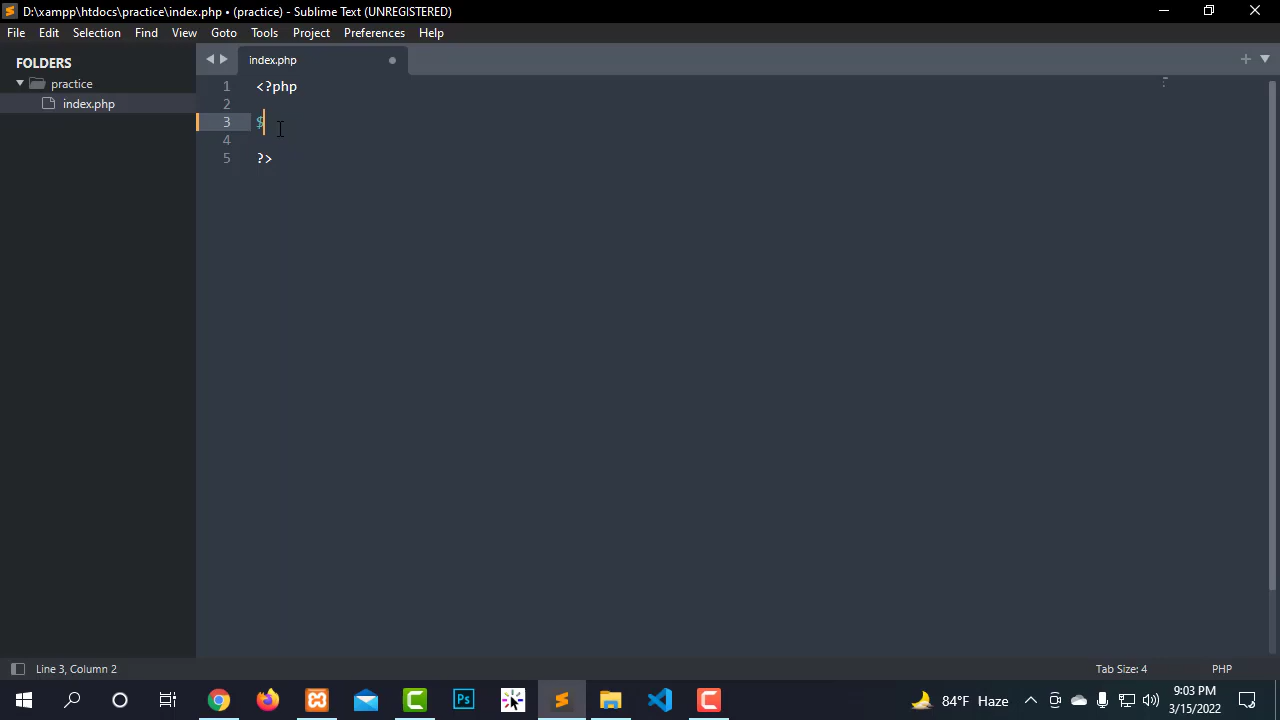 D:\xampp\htdocs\practice\index.php • (practice) - Sublime Text (UNREGISTERED)
File Edit Selection Find View Goto Tools Project Preferences Help
FOLDERS
practice
index.php
index.php
1 <?php
2
3 $
4
5 ?>
Line 3, Column 2
Tab Size: 4
PHP
Ps
84°F Haze
9:03 PM
3/15/2022